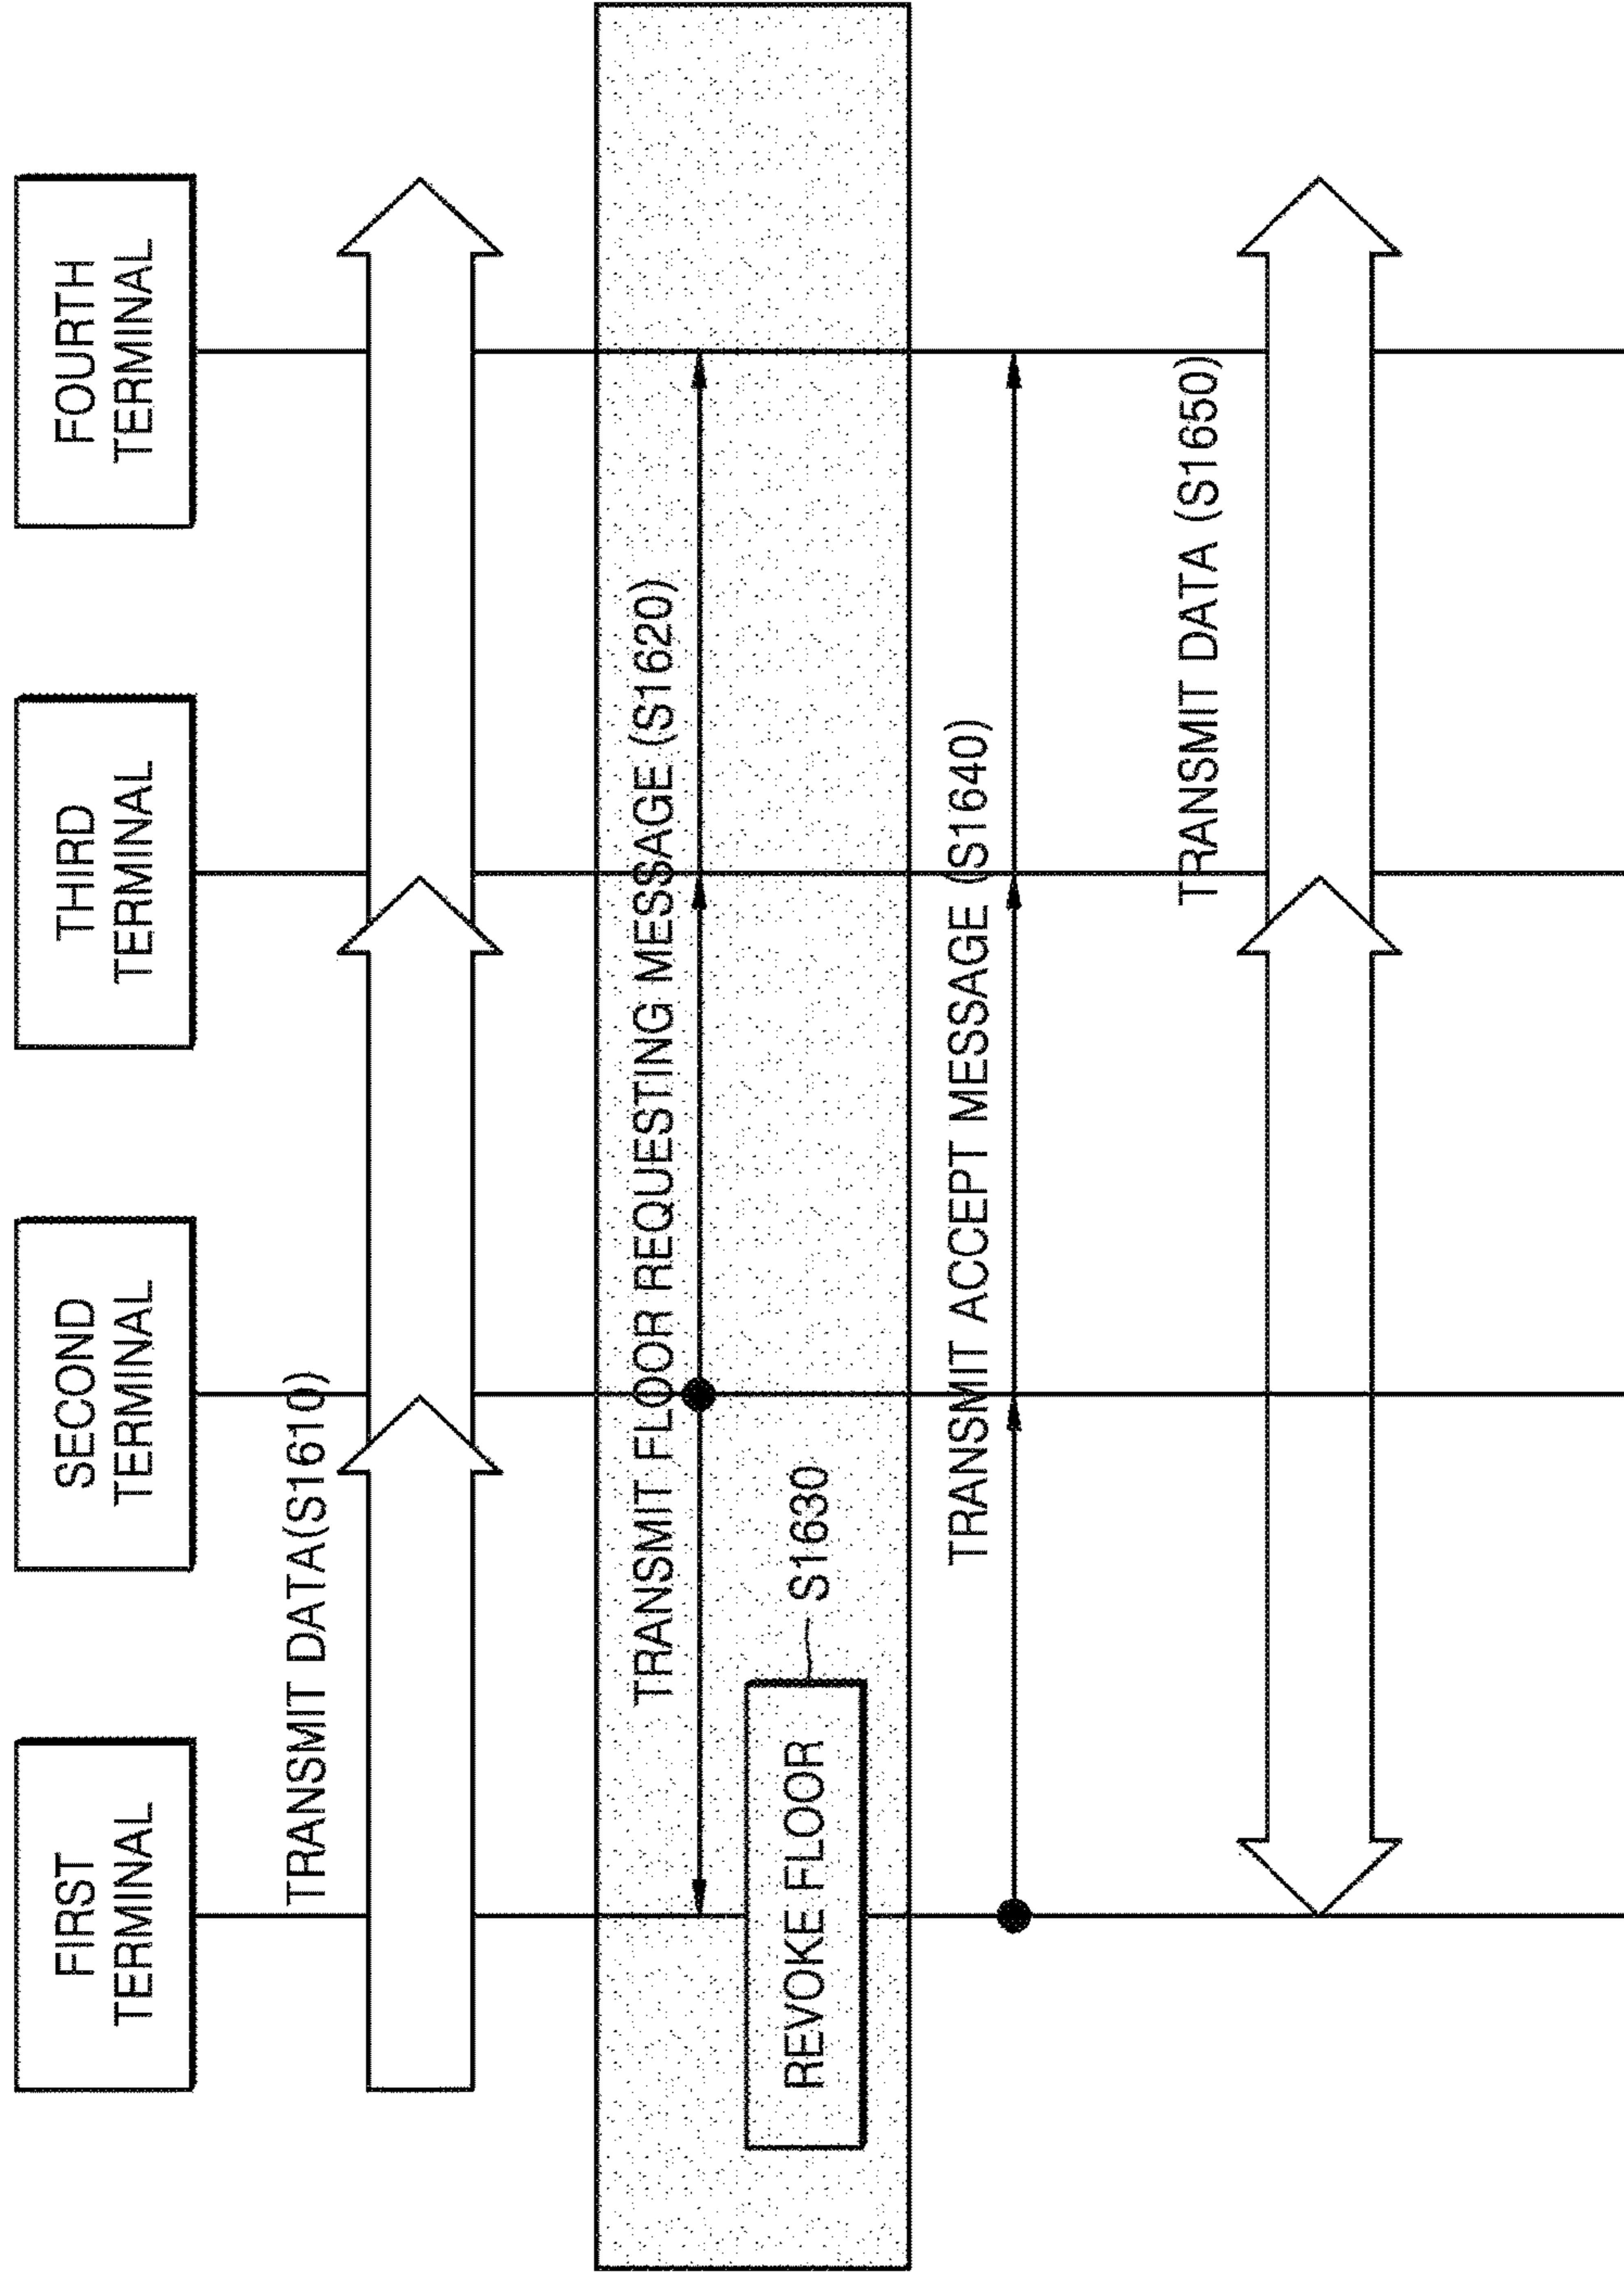 FIRST
TERMINAL
SECOND
TERMINAL
THIRD
TERMINAL
FOURTH
TERMINAL
TRANSMIT DATA(S1610)
TRANSMIT FLOOR REQUESTING MESSAGE (S1620)
REVOKE FLOOR
S1630
TRANSMIT ACCEPT MESSAGE (S1640)
TRANSMIT DATA (S1650)